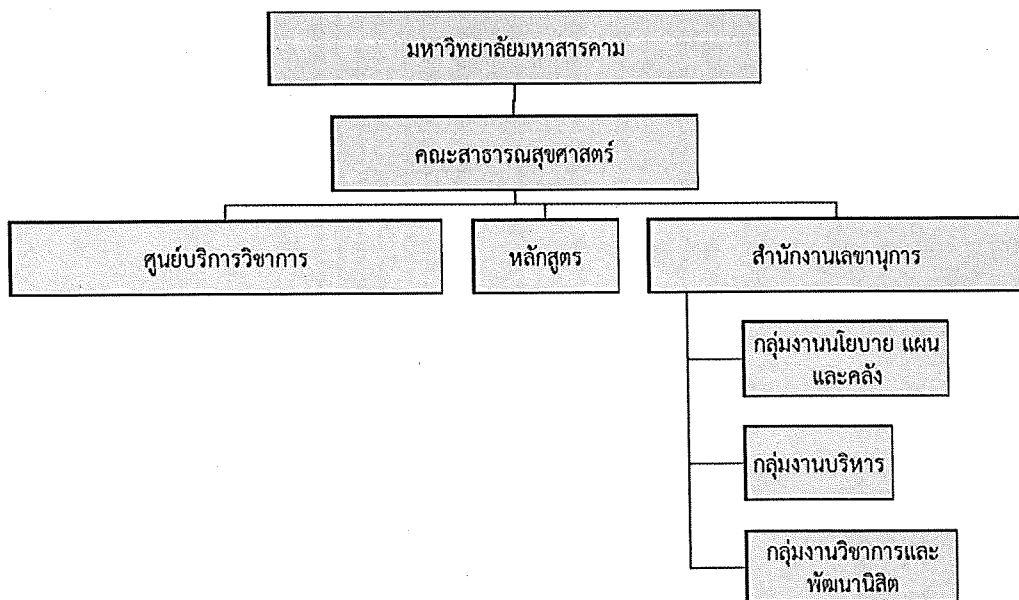 มหาวิทยาลัยมหาสารคาม
คณะสาธารณสุขศาสตร์
ศูนย์บริการวิชาการ
หลักสูตร
สำนักงานเลขานุการ
กลุ่มงานนโยบาย แผน
และคลัง
กลุ่มงานบริหาร
กลุ่มงานวิชาการและ
พัฒนานิสิต